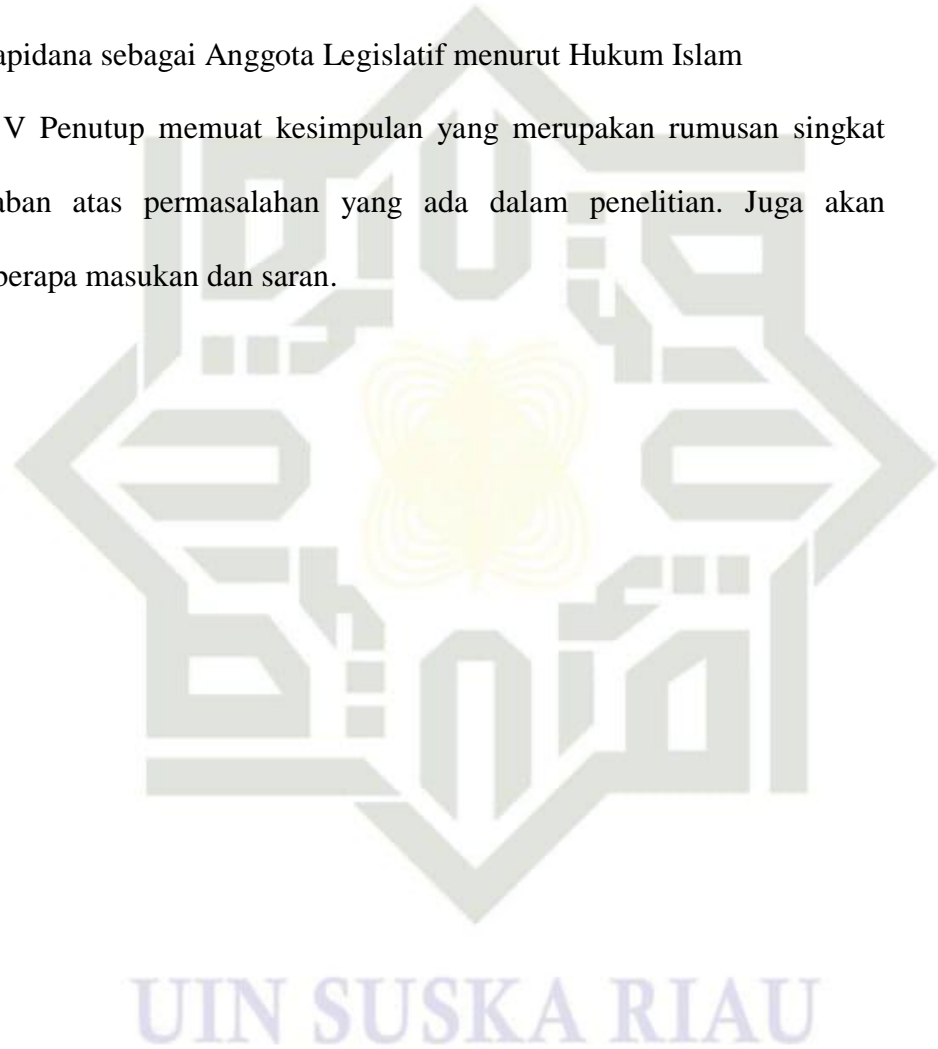 apidana sebagai Anggota Legislatif menurut Hukum Islam
V Penutup memuat kesimpulan yang merupakan rumusan singkat
aban atas permasalahan yang ada dalam penelitian. Juga akan
perapa masukan dan saran.
UIN SUSKA RIAU